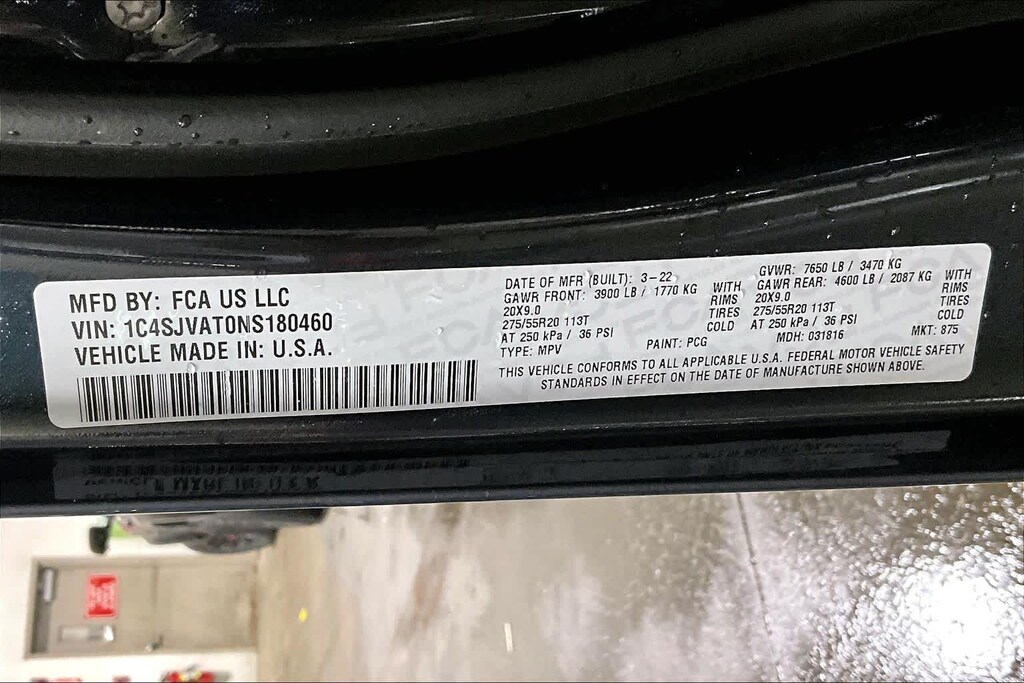 MFD BY: FCA US LLC
VIN: 1C4SJVAT0NS180460
VEHICLE MADE IN: U.S.A.
DATE OF MFR (BUILT): 3-22
GAWR FRONT: 3900 LB / 1770 KG WITH
20X9.0 RIMS
275/55R20 113T TIRES
AT 250 kPa / 36 PSI COLD
TYPE: MPV PAINT: PCG
GVWR: 7650 LB / 3470 KG
GAWR REAR: 4600 LB / 2087 KG WITH
20X9.0 RIMS
275/55R20 113T TIRES
AT 250 kPa / 36 PSI COLD
MDH: 031816 MKT: 875
THIS VEHICLE CONFORMS TO ALL APPLICABLE U.S.A. FEDERAL MOTOR VEHICLE SAFETY
STANDARDS IN EFFECT ON THE DATE OF MANUFACTURE SHOWN ABOVE.